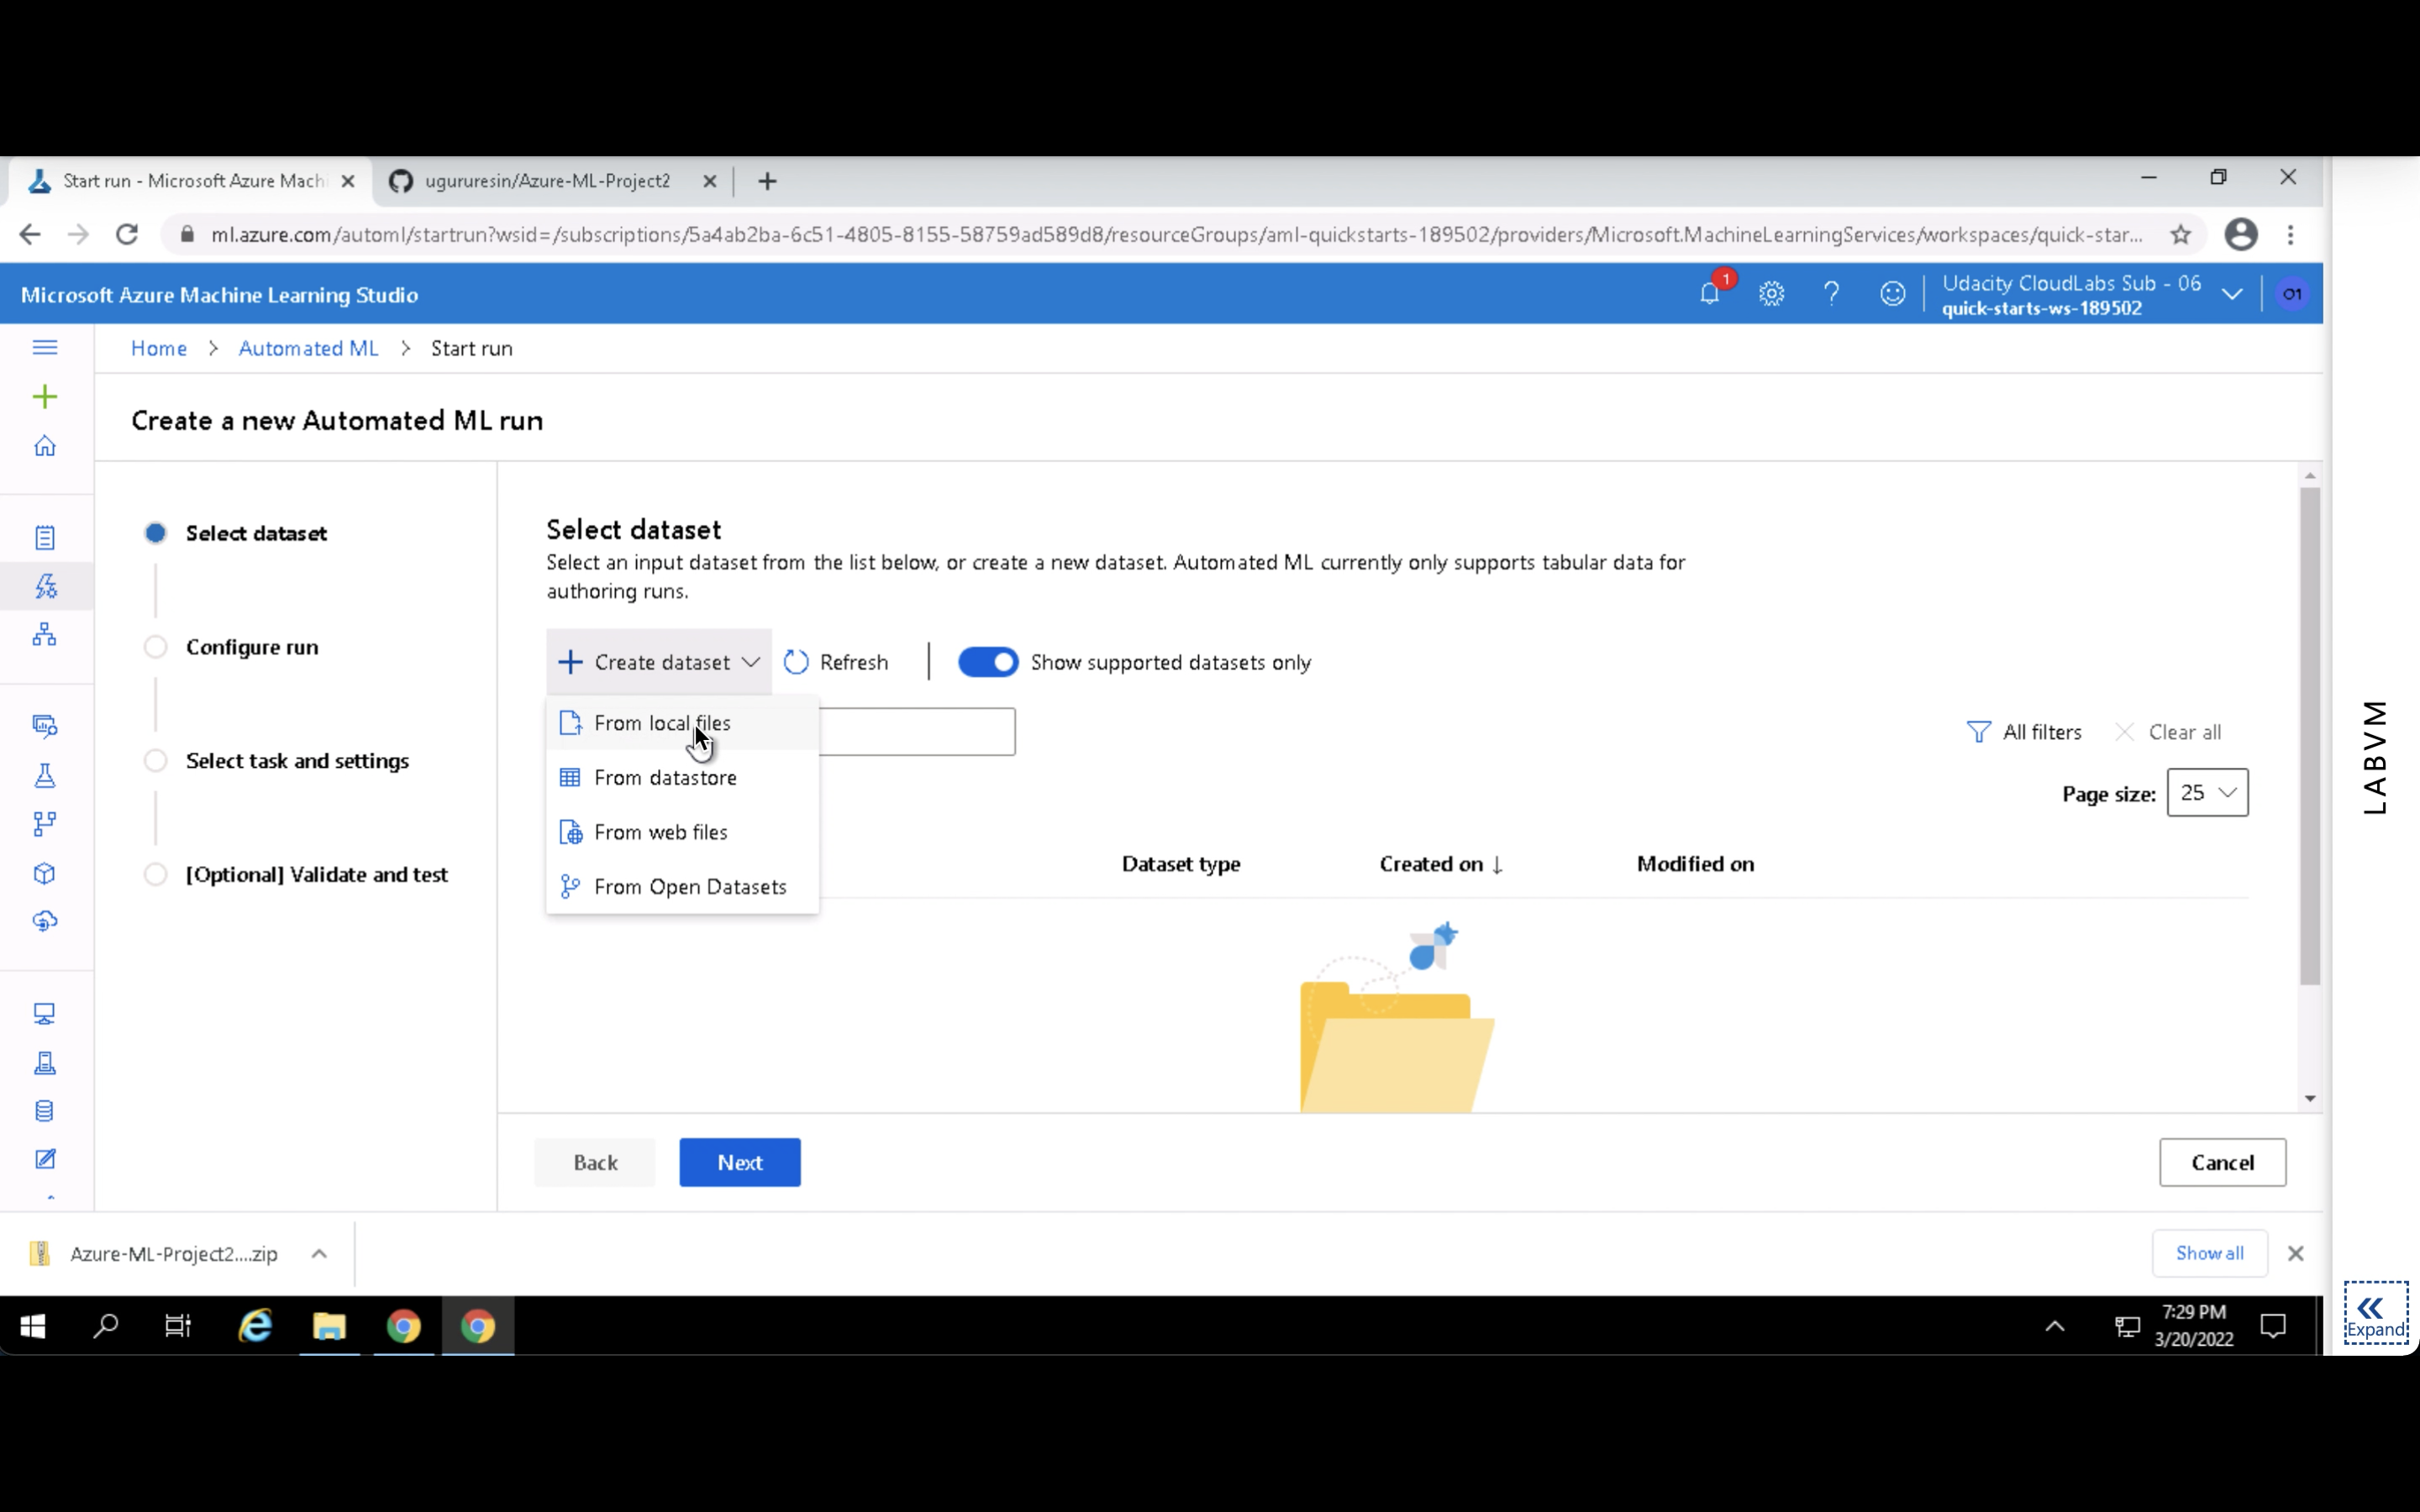 Start run - Microsoft Azure Machi
ugururesin/Azure-ML-Project2
ml.azure.com/automl/startrun?wsid=/subscriptions/5a4ab2ba-6c51-4805-8155-58759ad589d8/resourceGroups/aml-quickstarts-189502/providers/Microsoft.MachineLearningServices/workspaces/quick-star...
Microsoft Azure Machine Learning Studio
1
Udacity CloudLabs Sub - 06
quick-starts-ws-189502
O1
Home > Automated ML > Start run
Create a new Automated ML run
Select dataset
Configure run
Select task and settings
[Optional] Validate and test
Select dataset
Select an input dataset from the list below, or create a new dataset. Automated ML currently only supports tabular data for
authoring runs.
Create dataset
Refresh
Show supported datasets only
From local files
From datastore
From web files
From Open Datasets
All filters
Clear all
Page size: 25
Dataset type
Created on ↓
Modified on
Back
Next
Cancel
Azure-ML-Project2....zip
Show all
7:29 PM
3/20/2022
LABVM
Expand